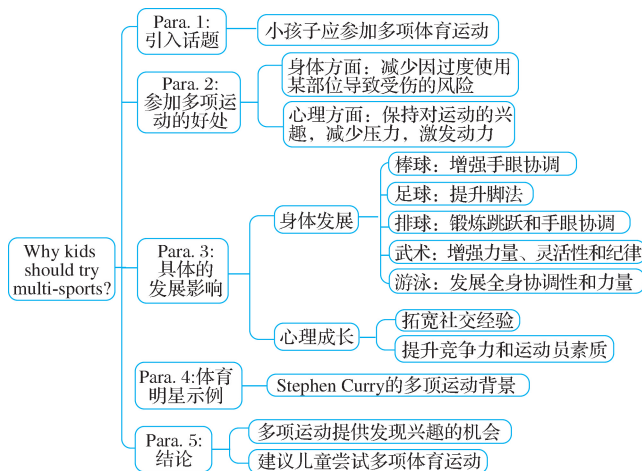 Why kids
should try
multi-sports?
Para. 1:
引入话题
小孩子应参加多项体育运动
Para. 2:
参加多项运
动的好处
身体方面：减少因过度使用
某部位导致受伤的风险
心理方面：保持对运动的兴
趣，减少压力，激发动力
Para. 3:
具体的
发展影响
身体发展
棒球：增强手眼协调
足球：提升脚法
排球：锻炼跳跃和手眼协调
武术：增强力量、灵活性和纪律
游泳：发展全身协调性和力量
心理成长
拓宽社交经验
提升竞争力和运动员素质
Para. 4:体育
明星示例
Stephen Curry的多项运动背景
Para. 5:
结论
多项运动提供发现兴趣的机会
建议儿童尝试多项体育运动